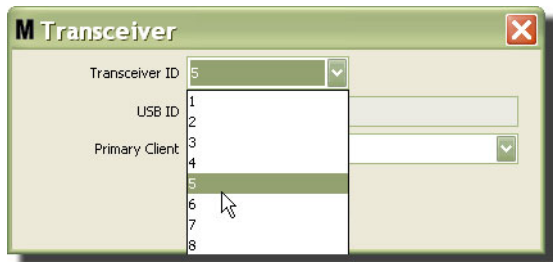 M Transceiver
Transceiver ID 5
1
USB ID
2
Primary Client 3
4
5
6
7
8